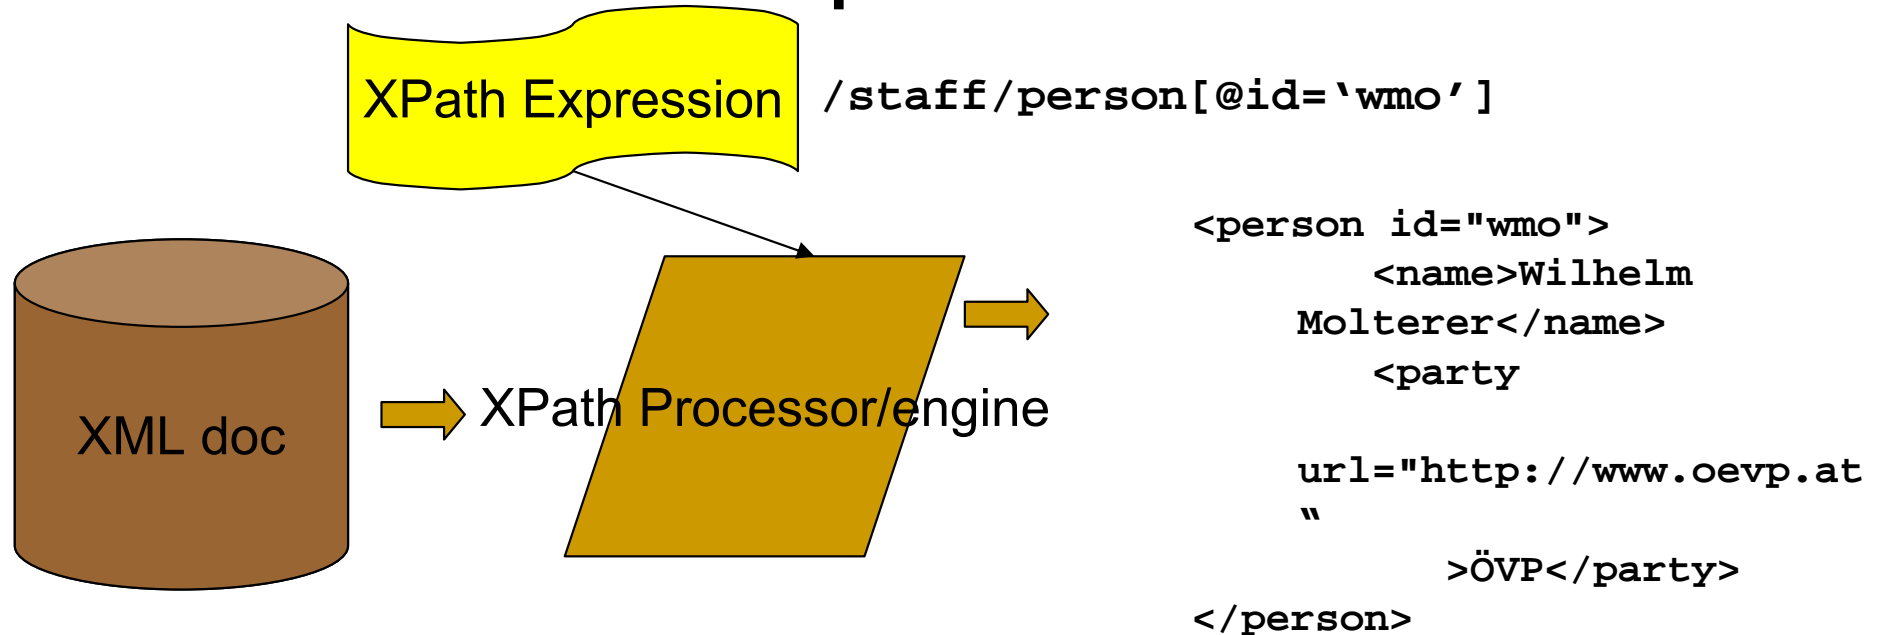 XPath Expression
/staff/person[@id=‘wmo’]
<person id="wmo">
<name>Wilhelm
Molterer</name>
<party
url="http://www.oevp.at
“
>ÖVP</party>
</person>
XML doc
XPath Processor/engine